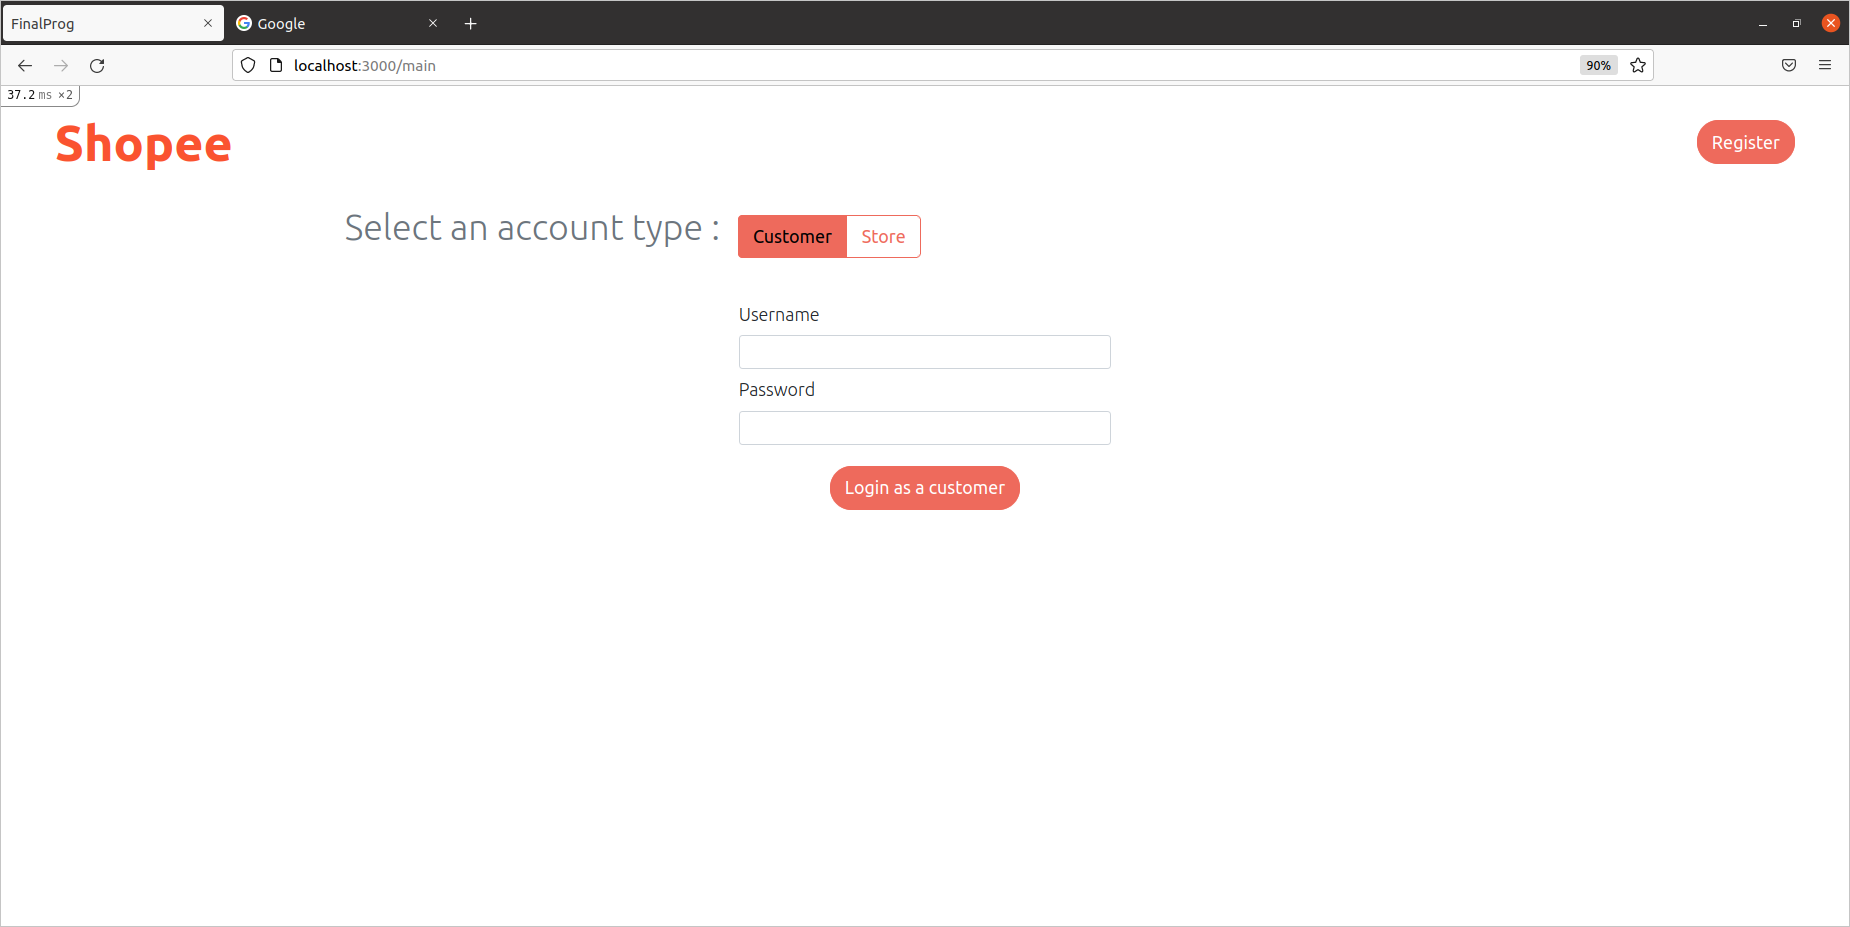 FinalProg
Google
localhost:3000/main
90%
37.2 ms ×2
Shopee
Register
Select an account type :
Customer
Store
Username
Password
Login as a customer